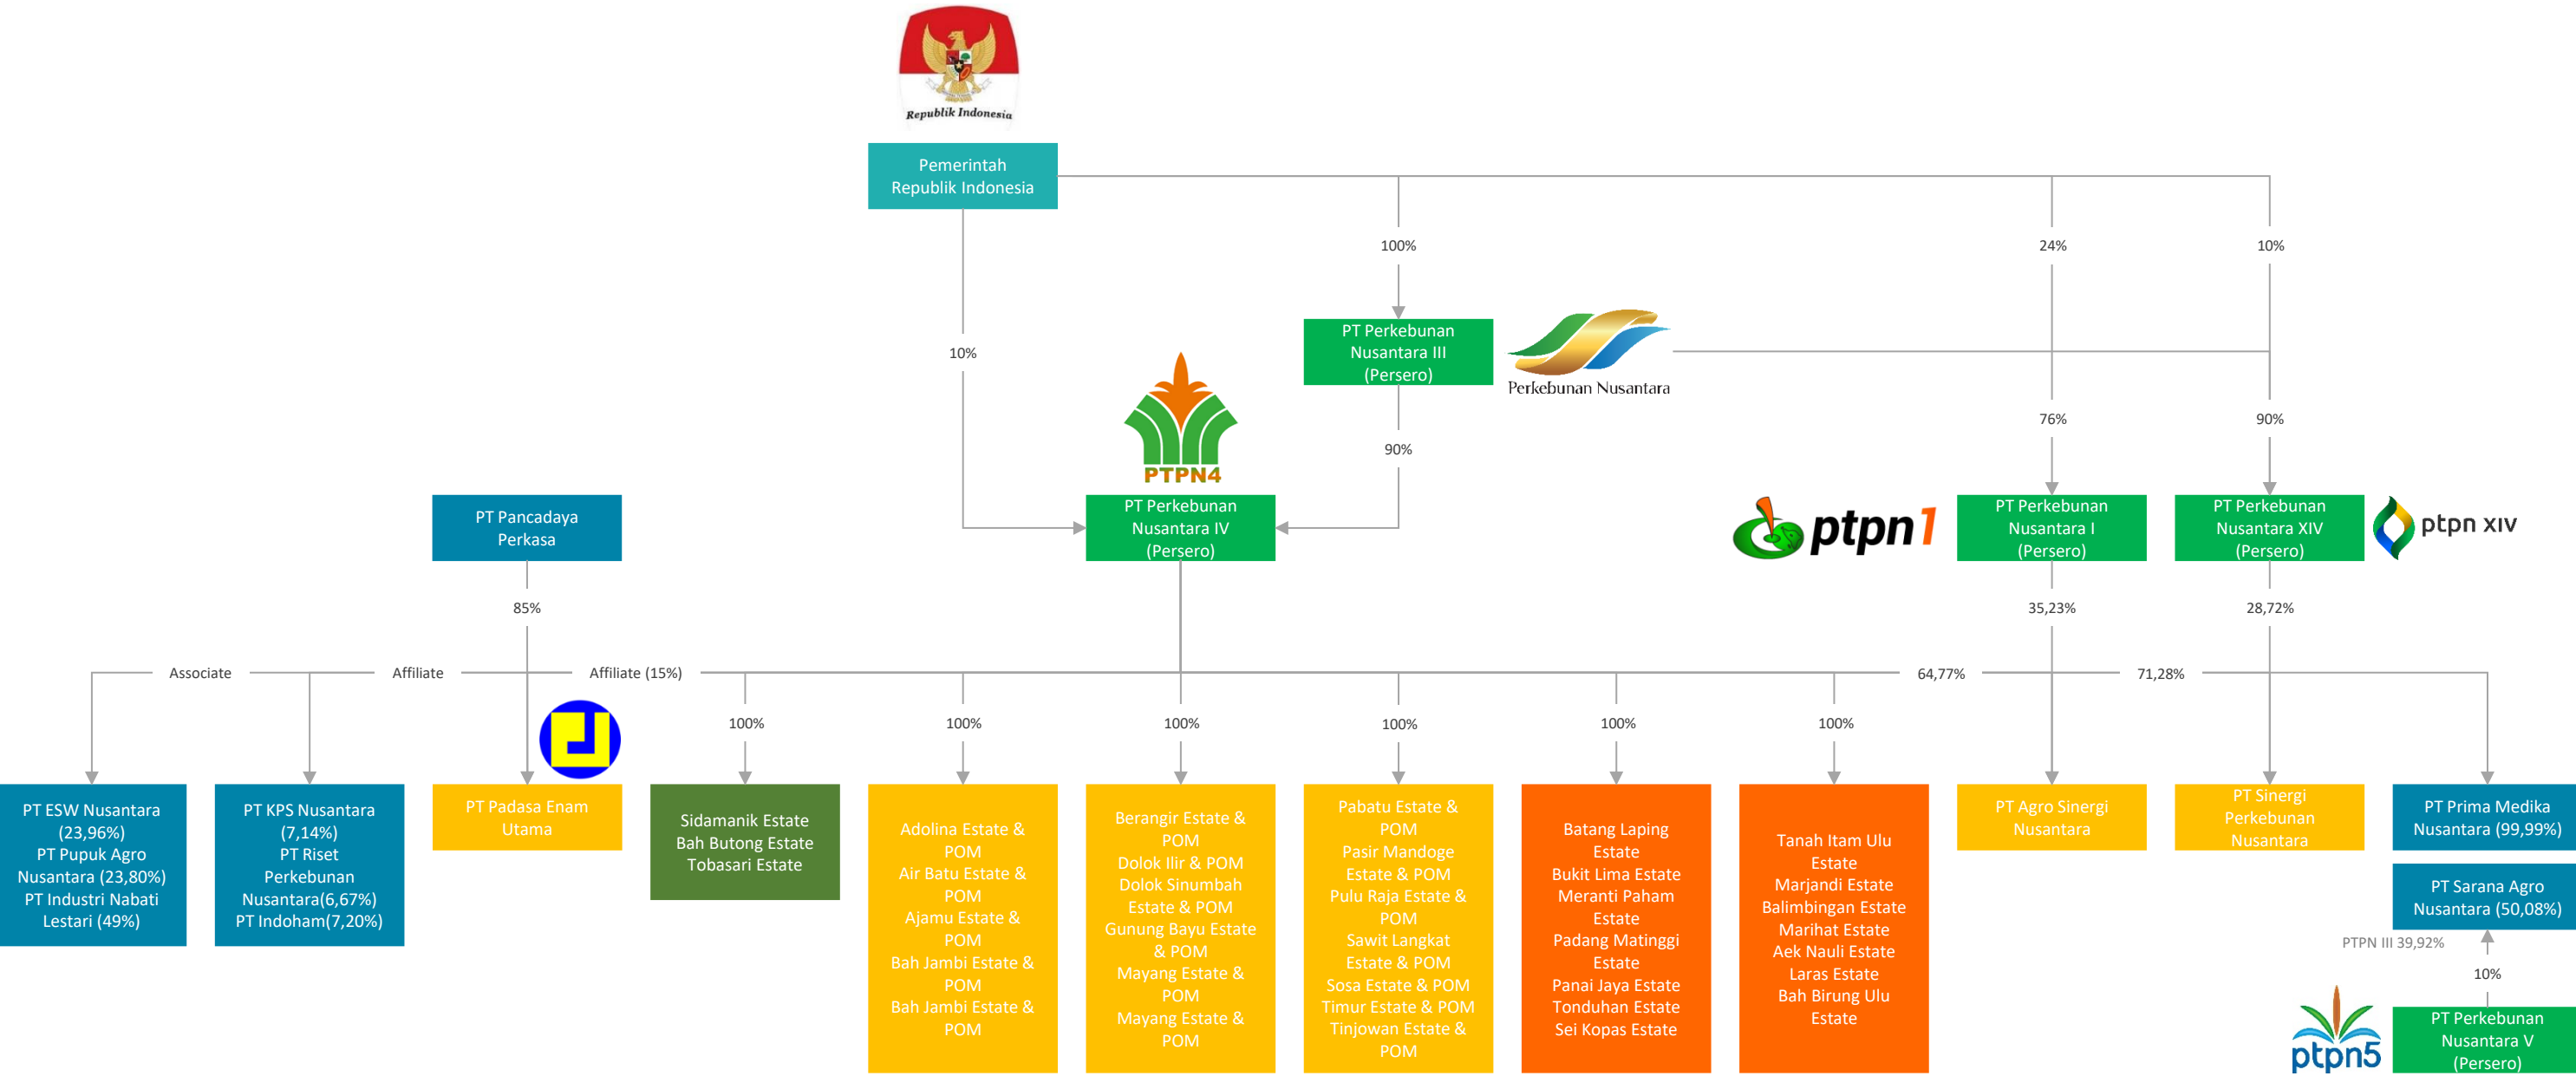 Republik Indonesia
Pemerintah
Republik Indonesia
100%
24%
10%
PT Perkebunan
Nusantara III
(Persero)
Perkebunan Nusantara
10%
90%
76%
90%
PTPN4
PT Perkebunan
Nusantara IV
(Persero)
PT Pancadaya
Perkasa
ptpn1
PT Perkebunan
Nusantara I
(Persero)
PT Perkebunan
Nusantara XIV
(Persero)
ptpn xiv
85%
35,23%
28,72%
Associate
Affiliate
Affiliate (15%)
64,77%
71,28%
100%
100%
100%
100%
100%
100%
PT ESW Nusantara
(23,96%)
PT Pupuk Agro
Nusantara (23,80%)
PT Industri Nabati
Lestari (49%)
PT KPS Nusantara
(7,14%)
PT Riset
Perkebunan
Nusantara(6,67%)
PT Indoham(7,20%)
PT Padasa Enam
Utama
Sidamanik Estate
Bah Butong Estate
Tobasari Estate
Adolina Estate &
POM
Air Batu Estate &
POM
Ajamu Estate &
POM
Bah Jambi Estate &
POM
Bah Jambi Estate &
POM
Berangir Estate &
POM
Dolok Ilir & POM
Dolok Sinumbah
Estate & POM
Gunung Bayu Estate
& POM
Mayang Estate &
POM
Mayang Estate &
POM
Pabatu Estate &
POM
Pasir Mandoge
Estate & POM
Pulu Raja Estate &
POM
Sawit Langkat
Estate & POM
Sosa Estate & POM
Timur Estate & POM
Tinjowan Estate &
POM
Batang Laping
Estate
Bukit Lima Estate
Meranti Paham
Estate
Padang Matinggi
Estate
Panai Jaya Estate
Tonduhan Estate
Sei Kopas Estate
Tanah Itam Ulu
Estate
Marjandi Estate
Balimbingan Estate
Marihat Estate
Aek Nauli Estate
Laras Estate
Bah Birung Ulu
Estate
PT Agro Sinergi
Nusantara
PT Sinergi
Perkebunan
Nusantara
PT Prima Medika
Nusantara (99,99%)
PT Sarana Agro
Nusantara (50,08%)
PTPN III 39,92%
10%
ptpn5
PT Perkebunan
Nusantara V
(Persero)